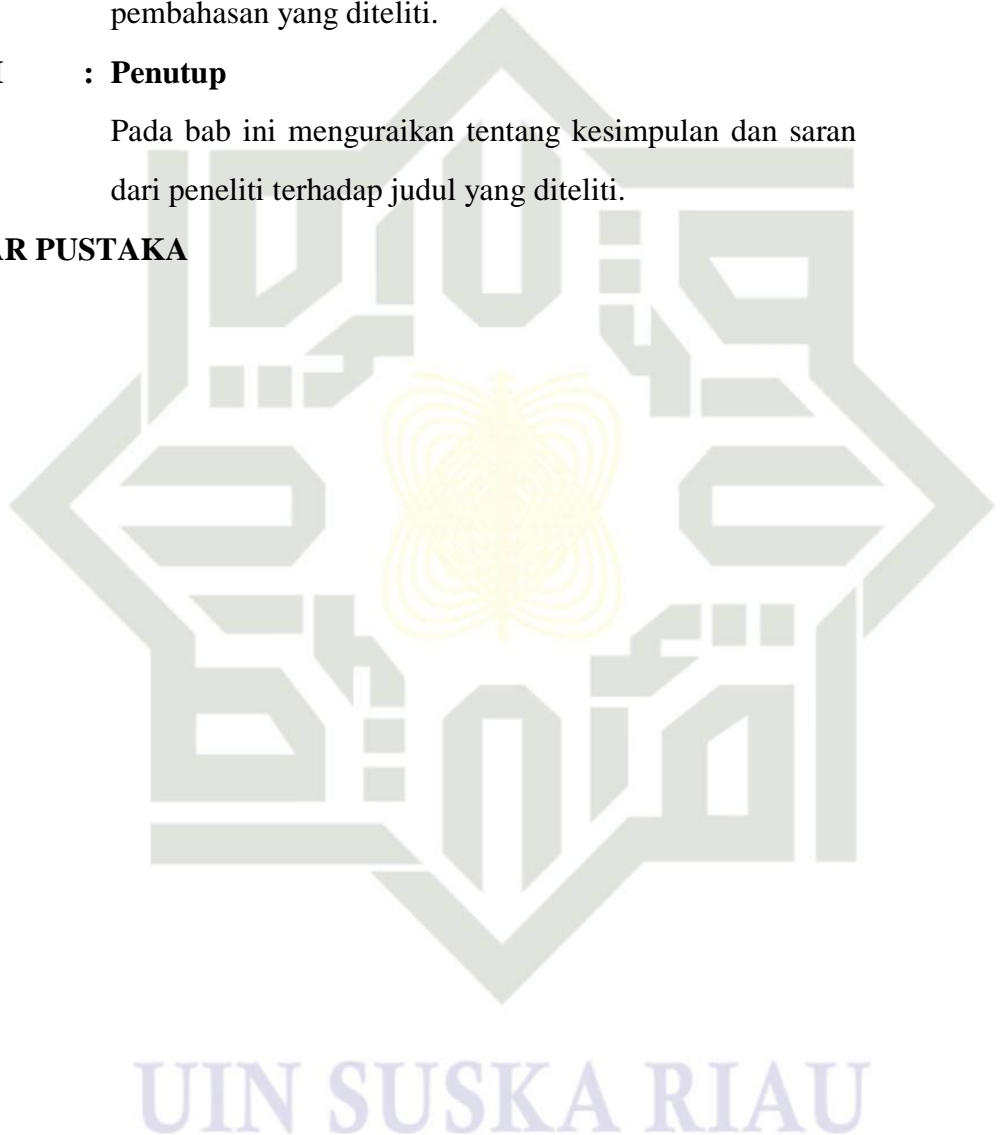 pembahasan yang diteliti.
I : Penutup
Pada bab ini menguraikan tentang kesimpulan dan saran
dari peneliti terhadap judul yang diteliti.
AR PUSTAKA
UIN SUSKA RIAU